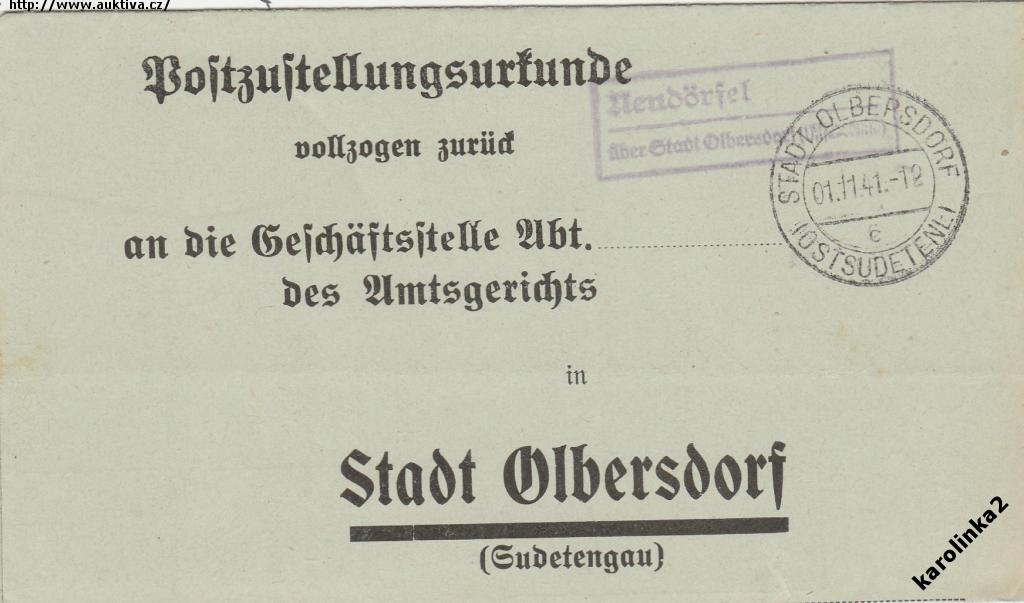 http://www.auktiva.cz/
Postzustellungsurkunde
vollzogen zurück
Neudörfel
über Stadt Olbersdorf
STADT OLBERSDORF
01.11.41.-12
c
(OSTSUDETENL)
an die Geschäftsstelle Abt.
des Amtsgerichts
in
Stadt Olbersdorf
(Sudetengau)
karolinka2